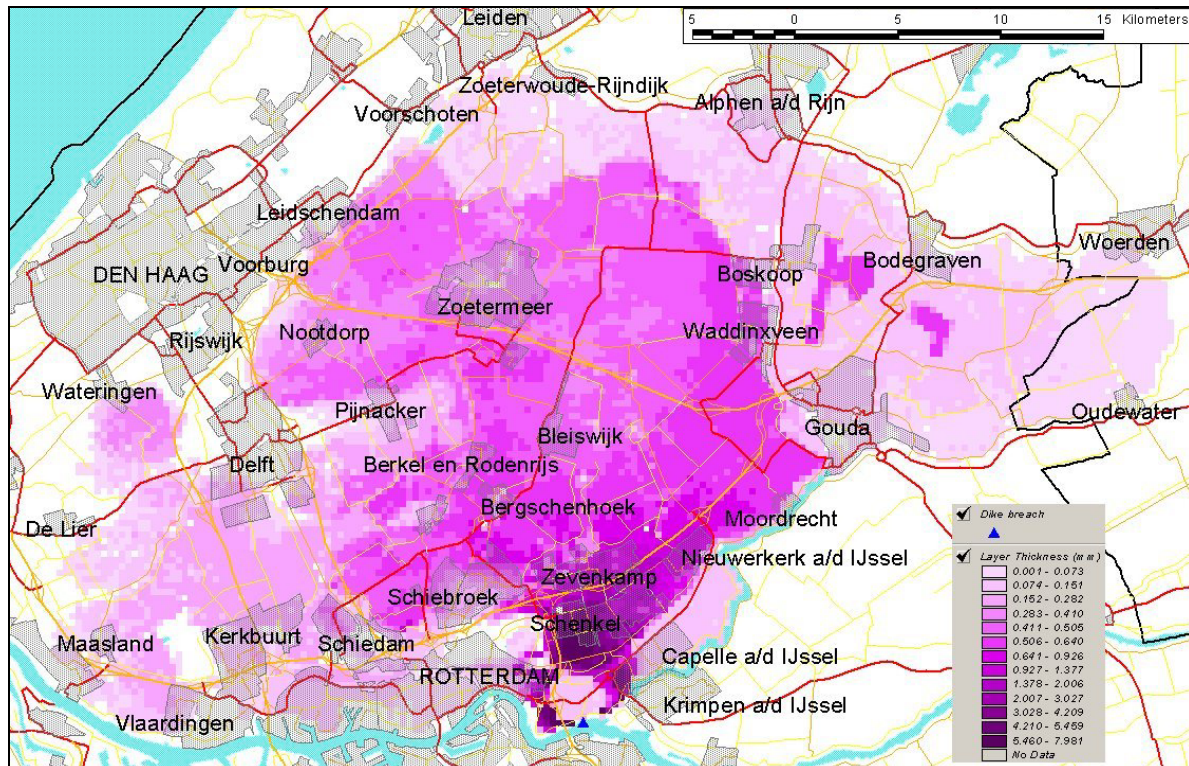 Leiden
5 0 5 10 15 Kilometers
Zoeterwoude-Rijndijk
Alphen a/d Rijn
Voorschoten
Leidschendam
Woerden
Voorburg
Bodegraven
DEN HAAG
Boskoop
Zoetermeer
Nootdorp
Waddinxveen
Rijswijk
Wateringen
Pijnacker
Oudewater
Gouda
Bleiswijk
Delft
Berkel en Rodenrijs
Bergschenhoek
Moordrecht
De Lier
Nieuwerkerk a/d IJssel
Zevenkamp
Schiebroek
Schenkel
Kerkbuurt
Maasland
Schiedam
Capelle a/d IJssel
ROTTERDAM
Krimpen a/d IJssel
Vlaardingen
Dike breach
Layer Thickness (mm)
0.001 - 0.073
0.074 - 0.151
0.152 - 0.282
0.283 - 0.410
0.411 - 0.505
0.506 - 0.640
0.641 - 0.926
0.927 - 1.377
1.378 - 2.006
2.007 - 3.027
3.028 - 4.209
4.210 - 5.459
5.460 - 7.981
No Data